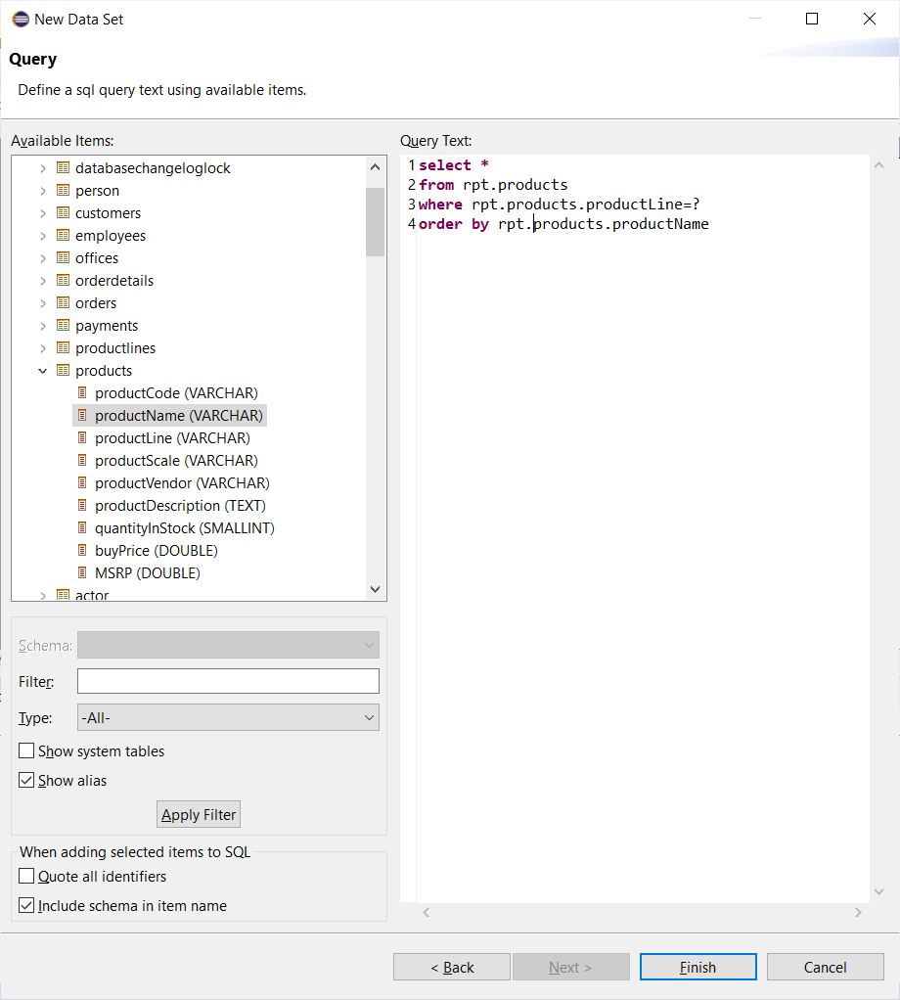 New Data Set
Query
Define a sql query text using available items.
Available Items:
databasechangeloglock
person
customers
employees
offices
orderdetails
orders
payments
productlines
products
productCode (VARCHAR)
productName (VARCHAR)
productLine (VARCHAR)
productScale (VARCHAR)
productVendor (VARCHAR)
productDescription (TEXT)
quantityInStock (SMALLINT)
buyPrice (DOUBLE)
MSRP (DOUBLE)
actor
Schema:
Filter:
Type: -All-
Show system tables
Show alias
Apply Filter
When adding selected items to SQL
Quote all identifiers
Include schema in item name
Query Text:
1 select *
2 from rpt.products
3 where rpt.products.productLine=?
4 order by rpt.products.productName
< Back
Next >
Finish
Cancel